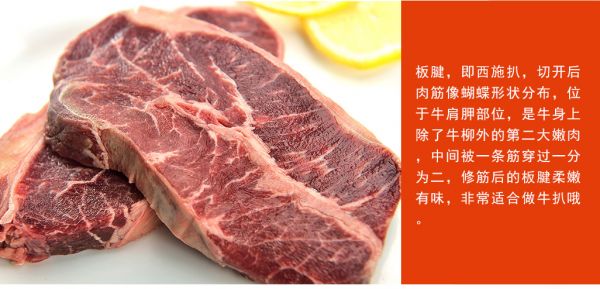 板腱，即西施扒，切开后
肉筋像蝴蝶形状分布，位
于牛肩胛部位，是牛身上
除了牛柳外的第二大嫩肉
，中间被一条筋穿过一分
为二，修筋后的板腱柔嫩
有味，非常适合做牛扒哦
。